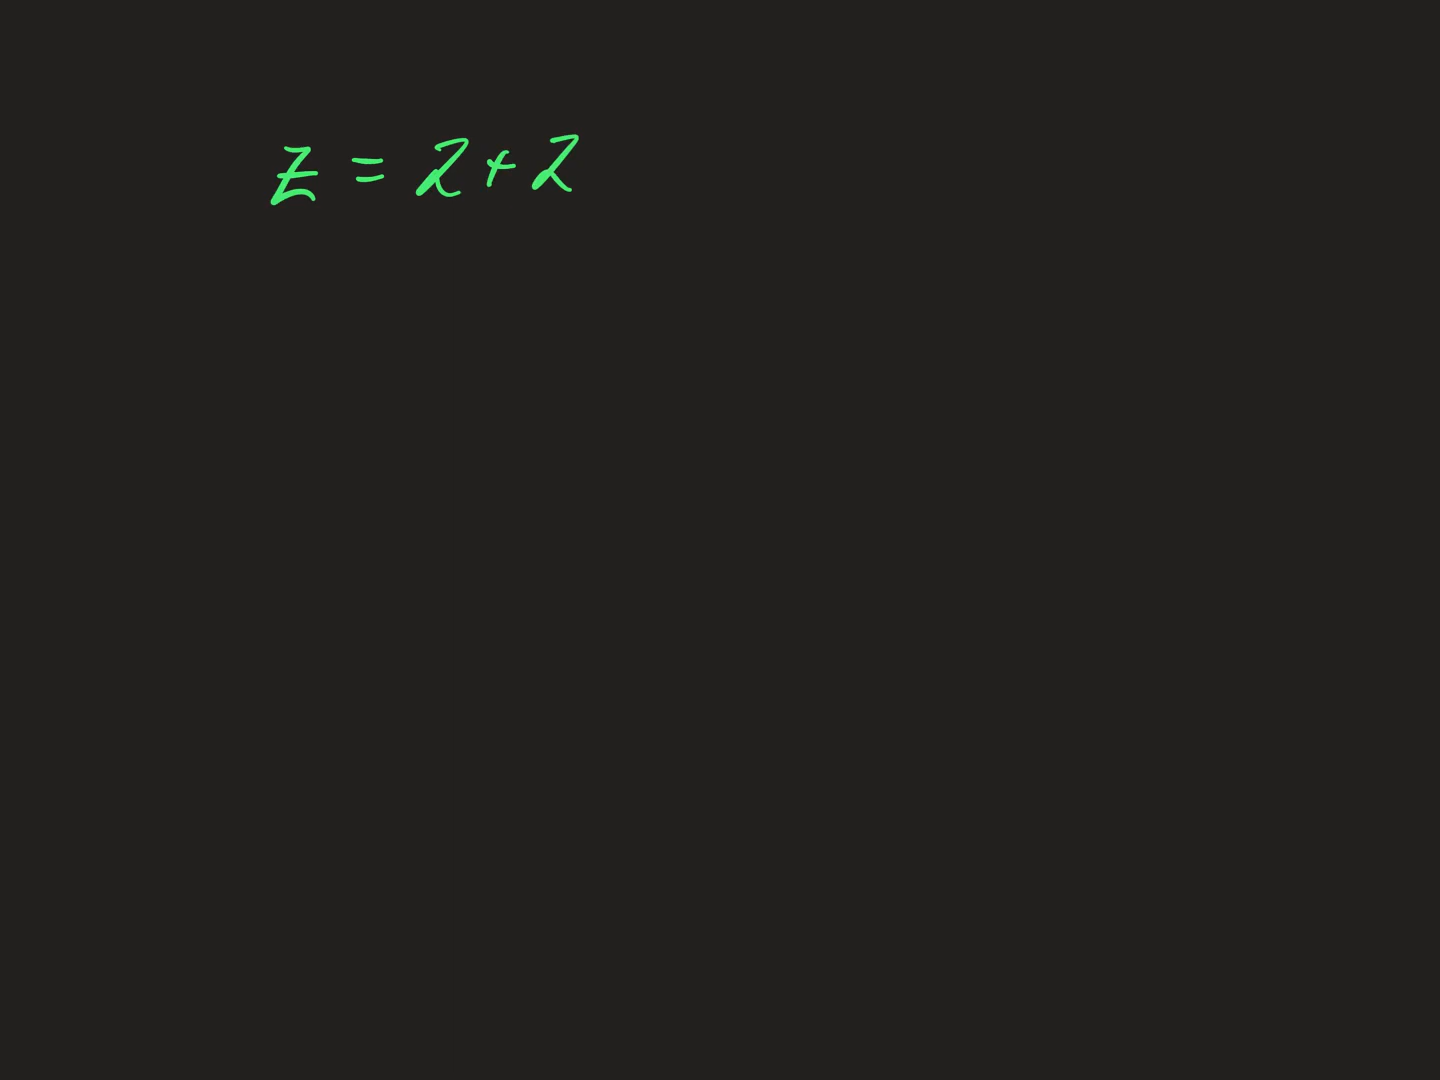 z = 2 + 2